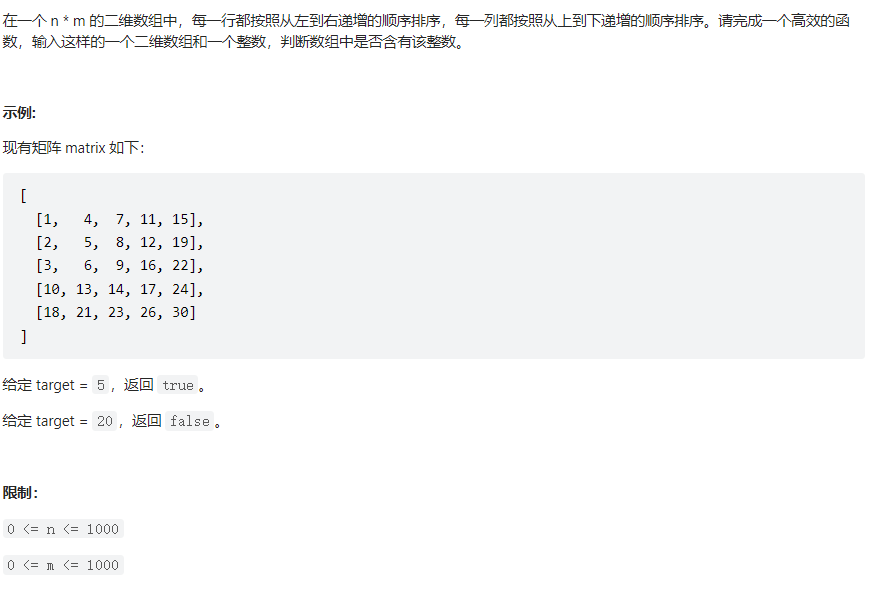 在一个 n * m 的二维数组中，每一行都按照从左到右递增的顺序排序，每一列都按照从上到下递增的顺序排序。请完成一个高效的函
数，输入这样的一个二维数组和一个整数，判断数组中是否含有该整数。
示例:
现有矩阵 matrix 如下：
[
  [1,   4,  7, 11, 15],
  [2,   5,  8, 12, 19],
  [3,   6,  9, 16, 22],
  [10, 13, 14, 17, 24],
  [18, 21, 23, 26, 30]
]
给定 target = 5，返回 true。
给定 target = 20，返回 false。
限制：
0 <= n <= 1000
0 <= m <= 1000